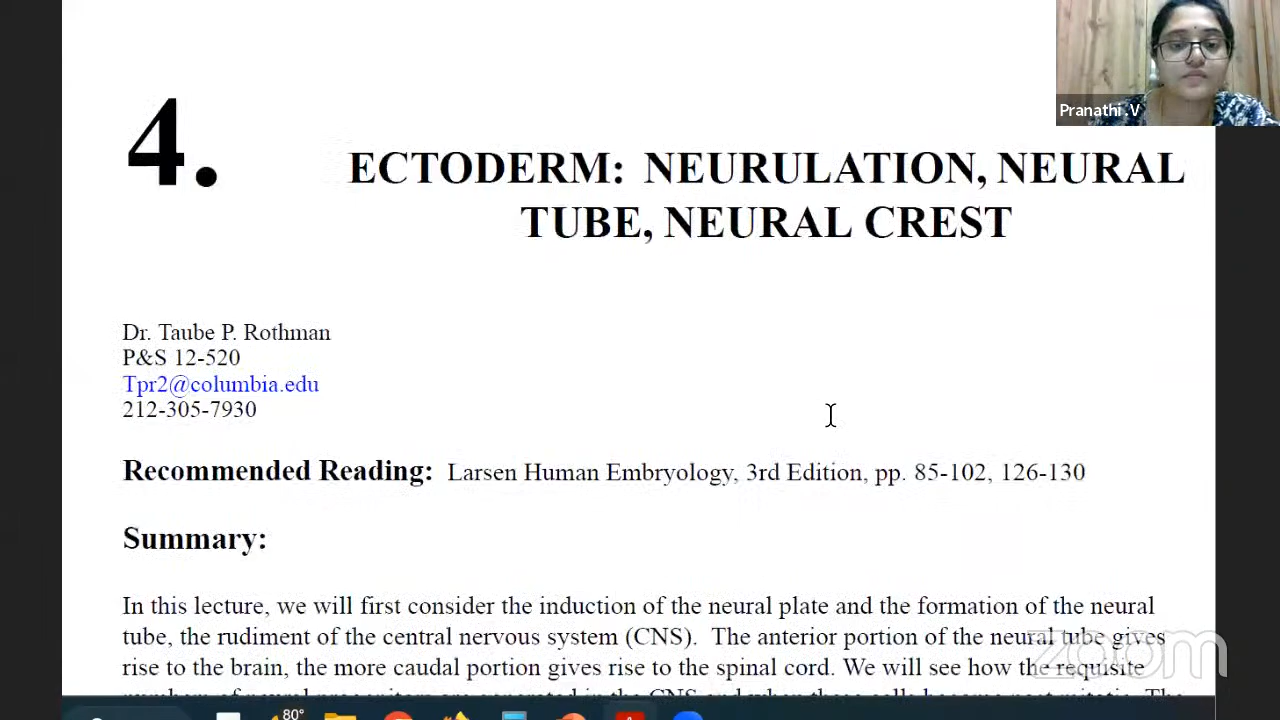 4.
ECTODERM: NEURULATION, NEURAL
TUBE, NEURAL CREST
Dr. Taube P. Rothman
P&S 12-520
Tpr2@columbia.edu
212-305-7930
Recommended Reading: Larsen Human Embryology, 3rd Edition, pp. 85-102, 126-130
Summary:
In this lecture, we will first consider the induction of the neural plate and the formation of the neural
tube, the rudiment of the central nervous system (CNS). The anterior portion of the neural tube gives
rise to the brain, the more caudal portion gives rise to the spinal cord. We will see how the requisite
Pranathi .V
zoom
80°